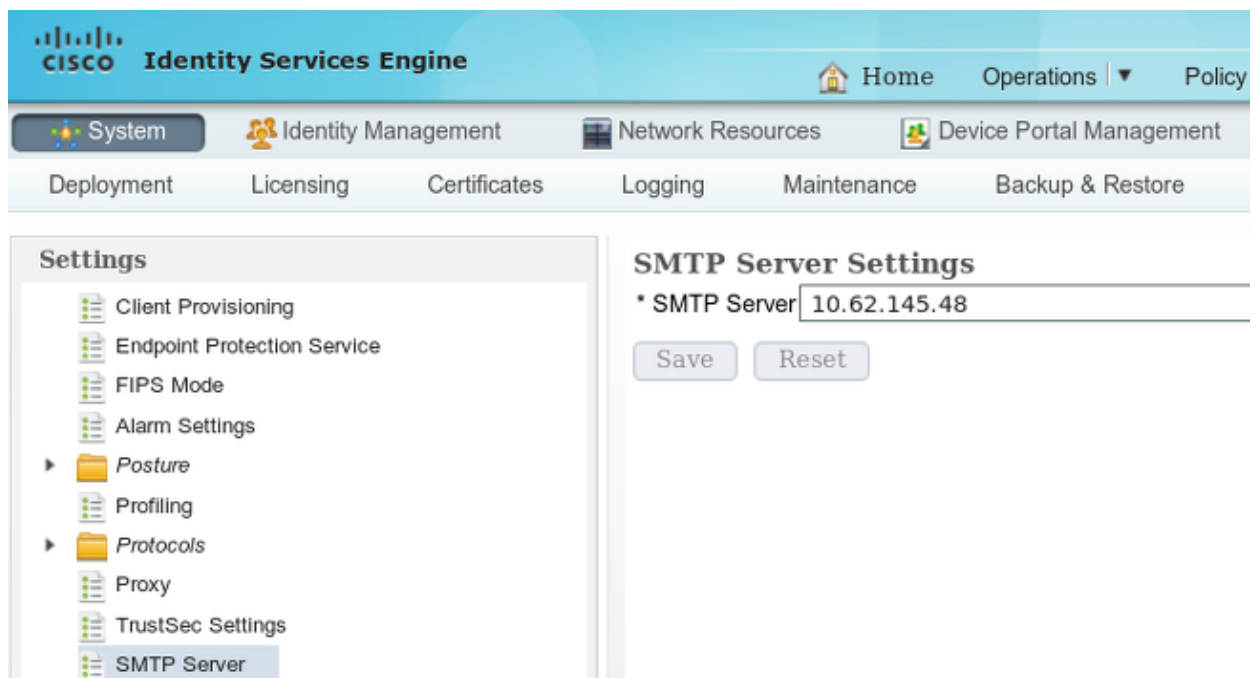 CISCO Identity Services Engine
Home Operations Policy
System Identity Management Network Resources Device Portal Management
Deployment Licensing Certificates Logging Maintenance Backup & Restore
Settings
Client Provisioning
Endpoint Protection Service
FIPS Mode
Alarm Settings
Posture
Profiling
Protocols
Proxy
TrustSec Settings
SMTP Server
SMTP Server Settings
* SMTP Server 10.62.145.48
Save Reset